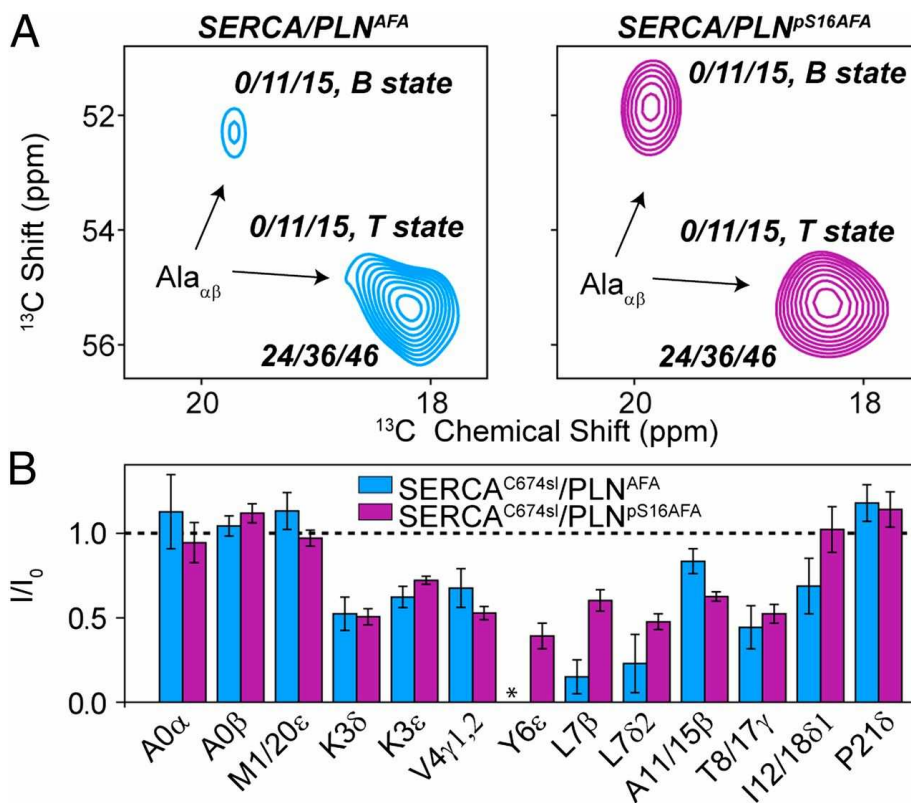 A
SERCA/PLN^AFA
SERCA/PLN^pS16AFA
¹³C Shift (ppm)
52
54
56
0/11/15, B state
0/11/15, T state
Ala_αβ
24/36/46
0/11/15, B state
0/11/15, T state
Ala_αβ
24/36/46
20
18
20
18
¹³C Chemical Shift (ppm)
B
SERCA^C674sl/PLN^AFA
SERCA^C674sl/PLN^pS16AFA
I/I₀
1.0
0.5
0.0
*
A0α
A0β
M1/20ε
K3δ
K3ε
V4γ1,2
Y6ε
L7β
L7δ2
A11/15β
T8/17γ
I12/18δ1
P21δ